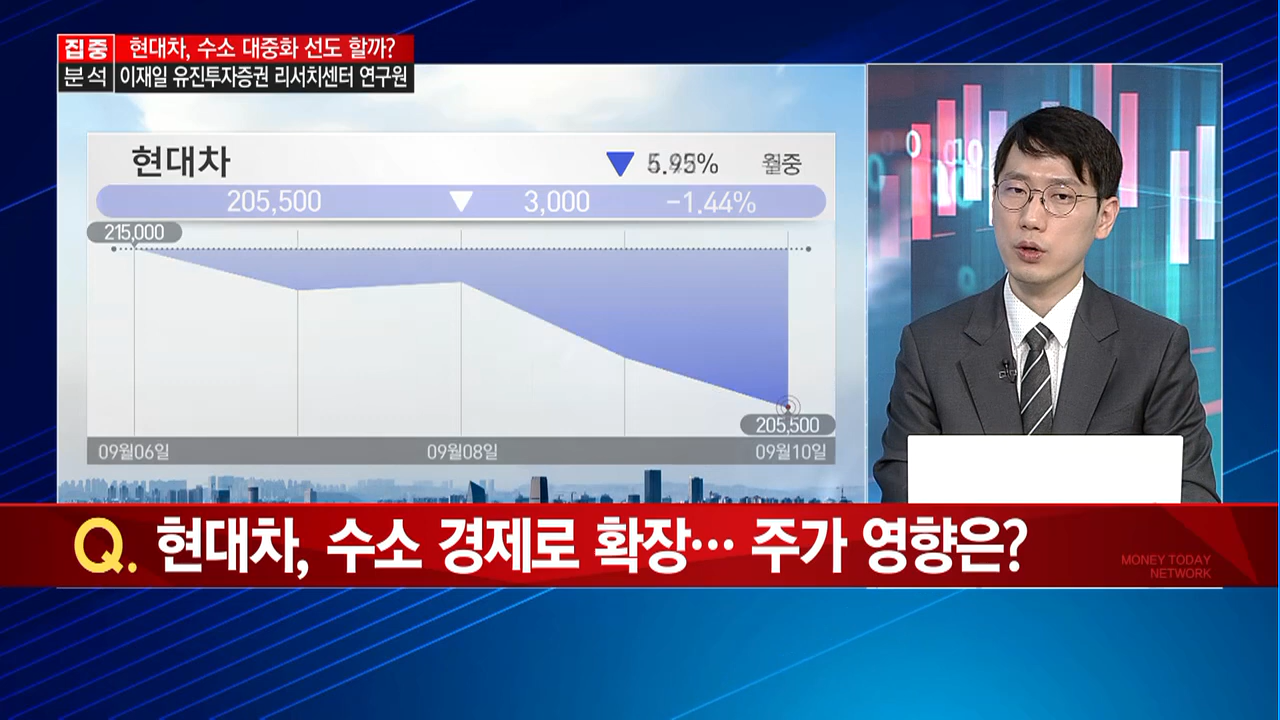 집중 현대차, 수소 대중화 선도 할까?
분석 이재일 유진투자증권 리서치센터 연구원
현대차 ▼ 월중
205,500 ▼ 3,000 -1.44%
215,000
205,500
09월06일 09월08일 09월10일
Q. 현대차, 수소 경제로 확장… 주가 영향은?
MONEY TODAY
NETWORK